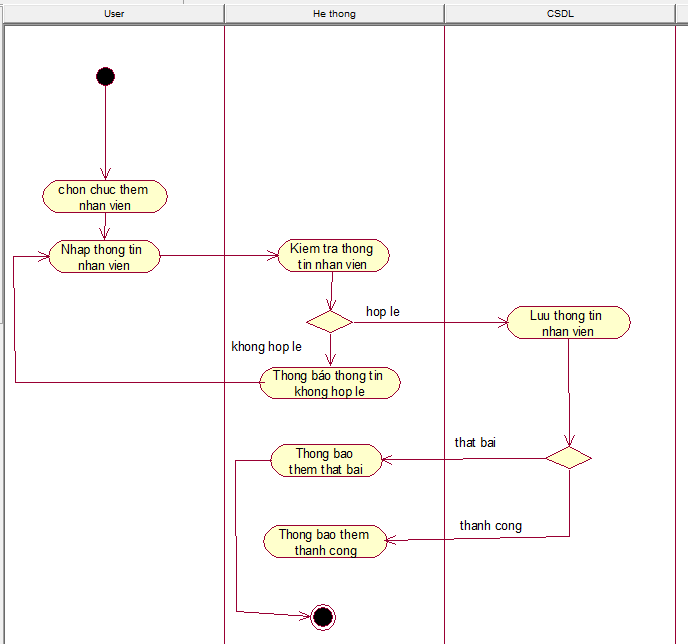 User
He thong
CSDL
chon chuc them
nhan vien
Nhap thong tin
nhan vien
Kiem tra thong
tin nhan vien
hop le
Luu thong tin
nhan vien
khong hop le
Thong báo thong tin
khong hop le
that bai
Thong bao
them that bai
thanh cong
Thong bao them
thanh cong